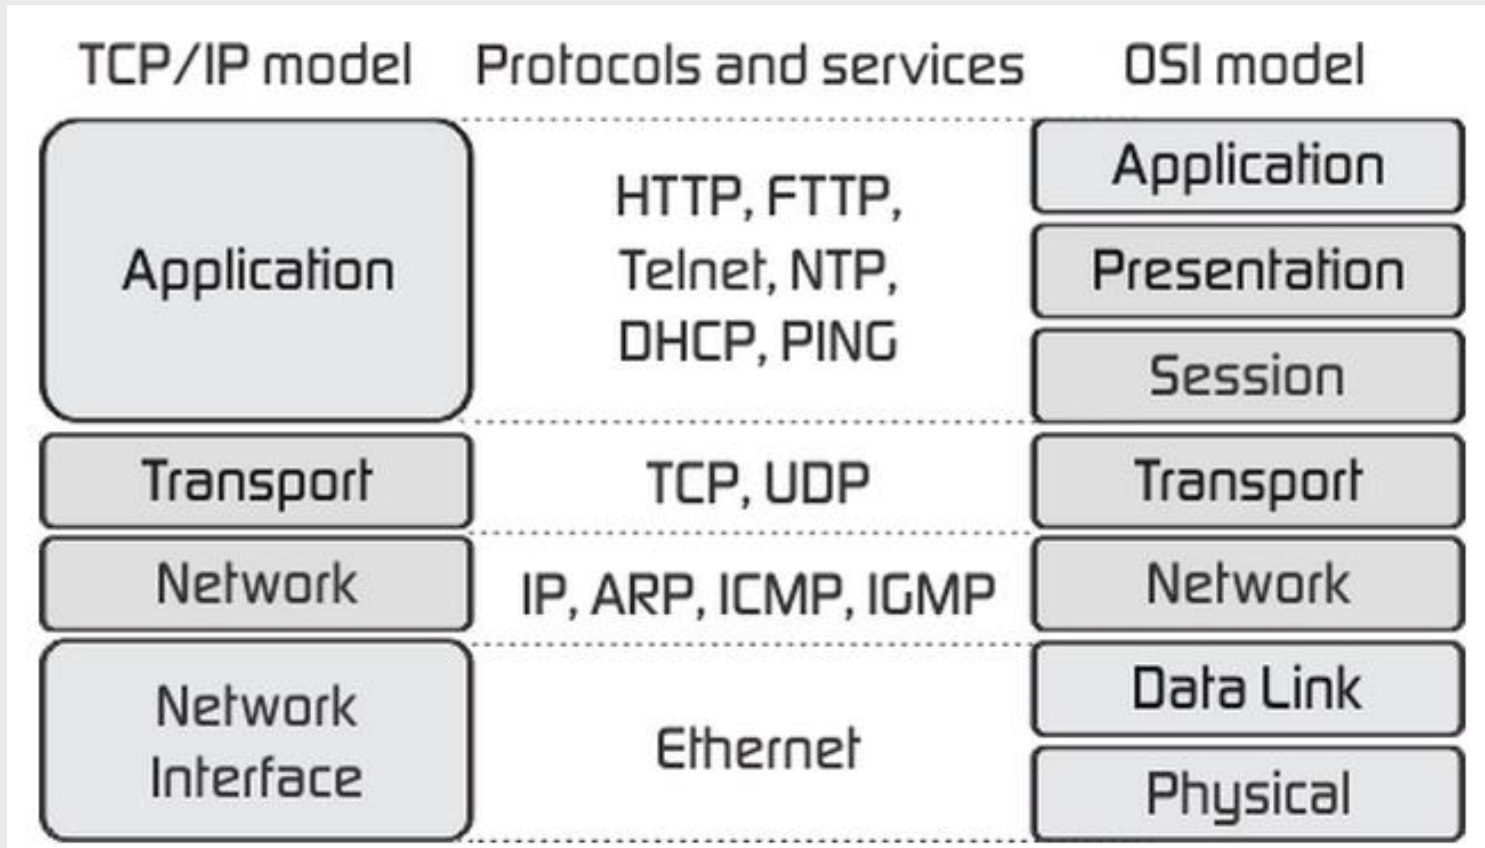 TCP/IP model
Protocols and services
OSI model
Application
HTTP, FTTP,
Telnet, NTP,
DHCP, PING
Application
Presentation
Session
Transport
TCP, UDP
Transport
Network
IP, ARP, ICMP, IGMP
Network
Network
Interface
Ethernet
Data Link
Physical